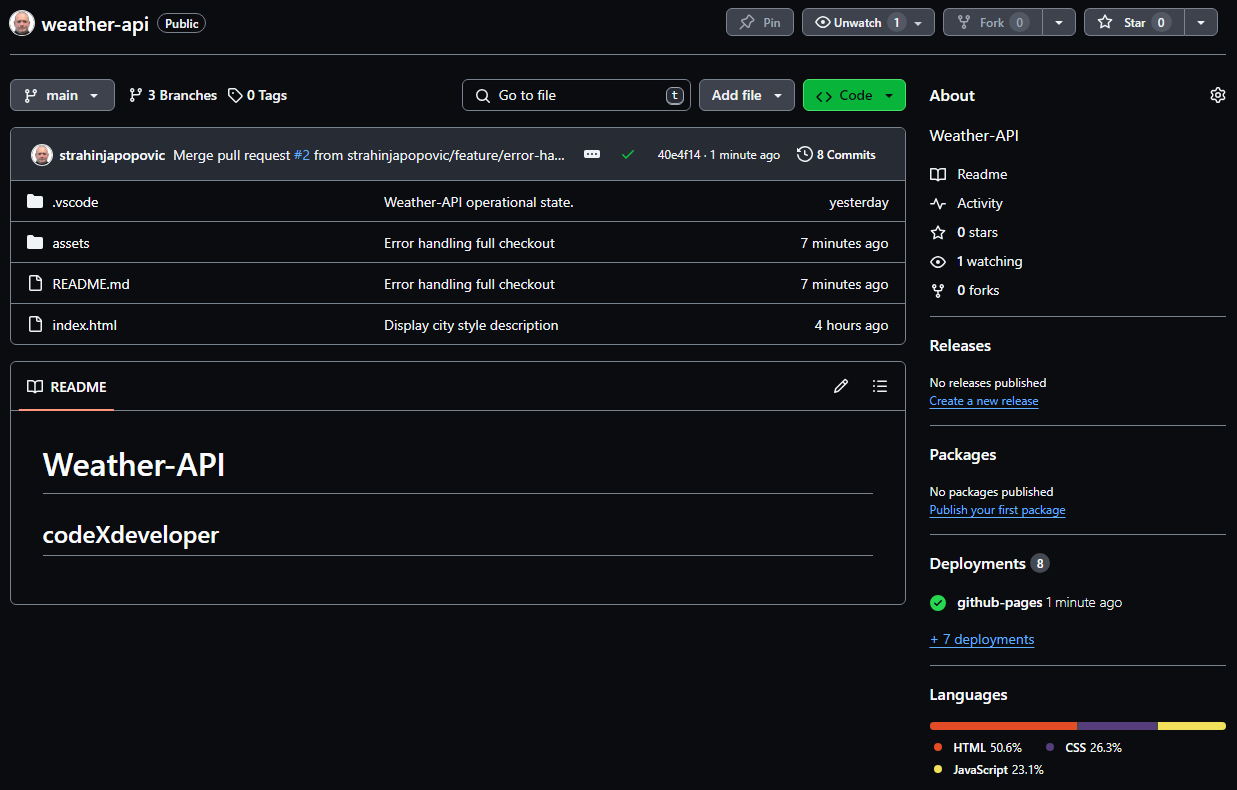 weather-api Public Pin Unwatch 1 Fork 0 Star 0
main 3 Branches 0 Tags Go to file t Add file Code
strahinjapopovic Merge pull request #2 from strahinjapopovic/feature/error-ha... 40e4f14 · 1 minute ago 8 Commits
.vscode Weather-API operational state. yesterday
assets Error handling full checkout 7 minutes ago
README.md Error handling full checkout 7 minutes ago
index.html Display city style description 4 hours ago
README
Weather-API
codeXdeveloper
About
Weather-API
Readme
Activity
0 stars
1 watching
0 forks
Releases
No releases published
Create a new release
Packages
No packages published
Publish your first package
Deployments 8
github-pages 1 minute ago
+ 7 deployments
Languages
HTML 50.6% CSS 26.3%
JavaScript 23.1%